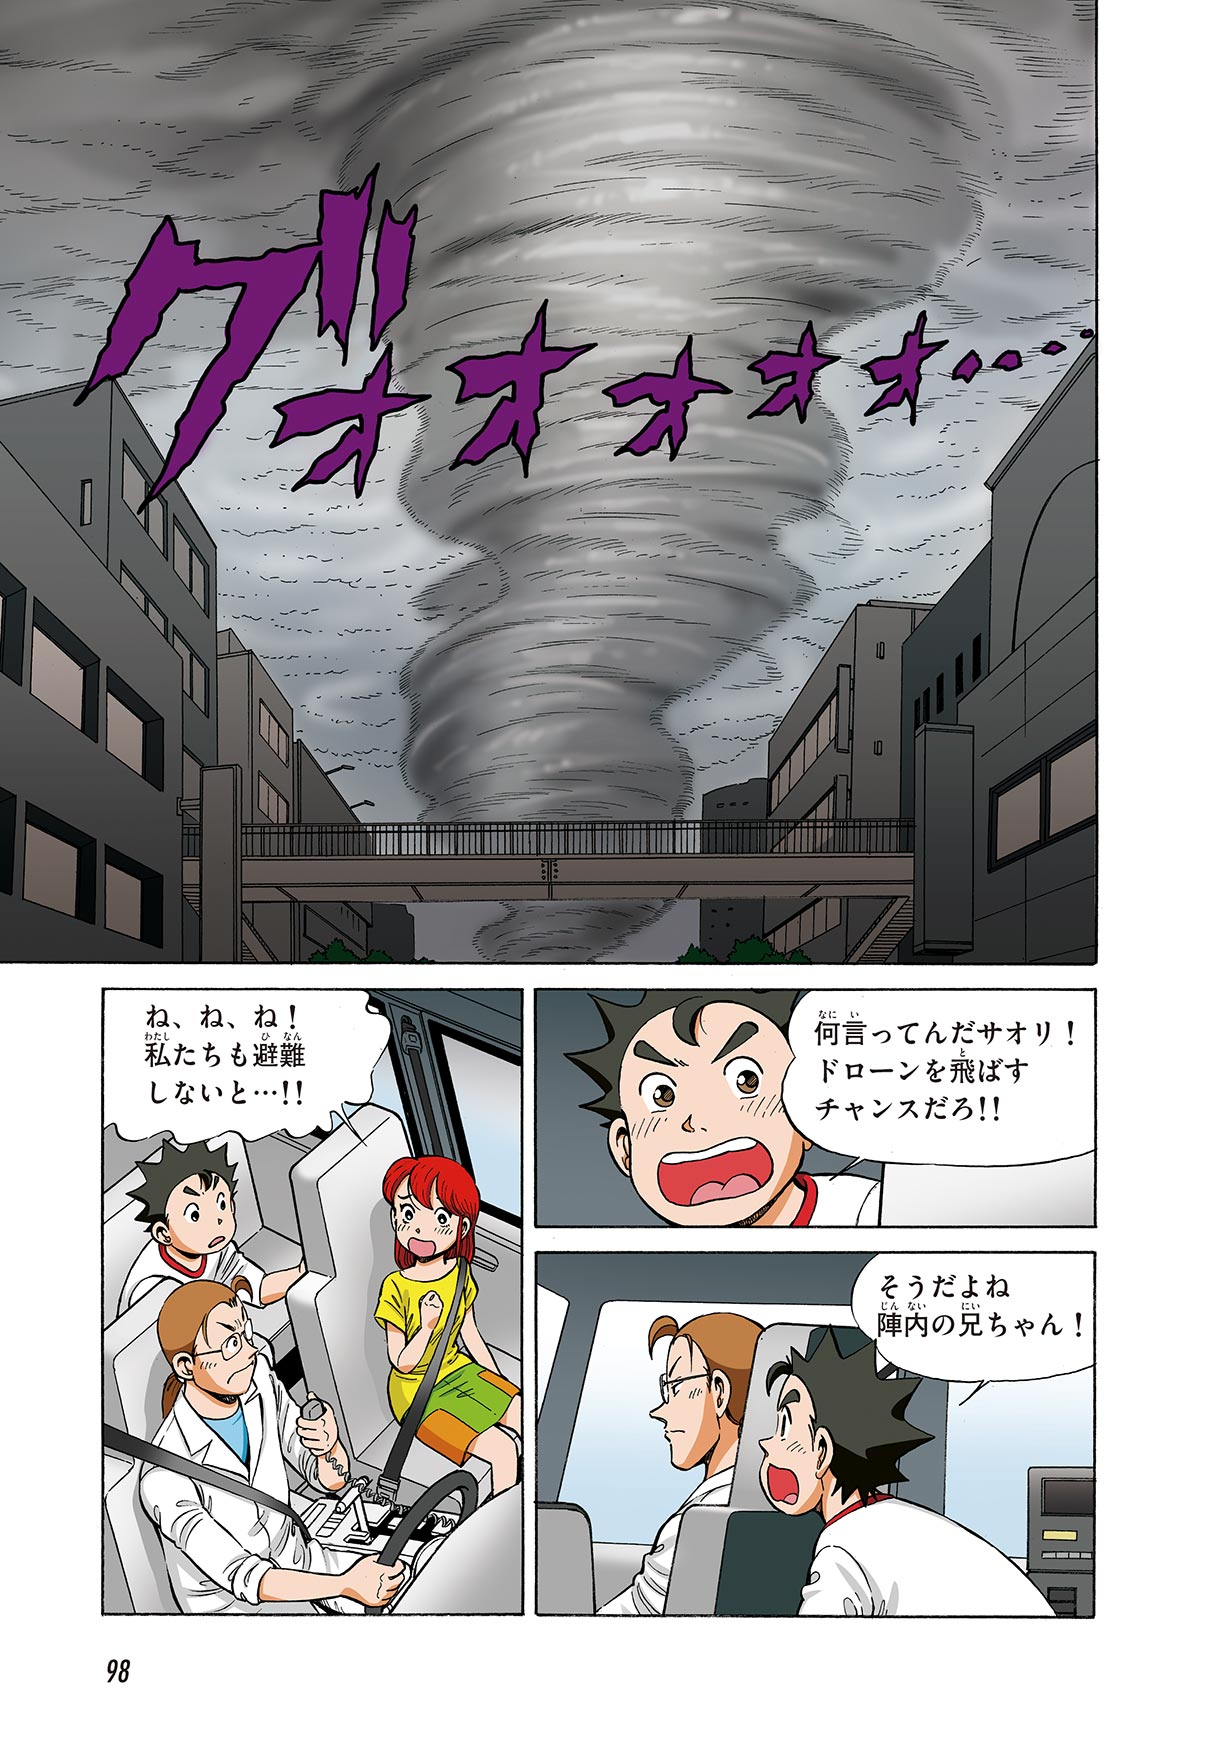 グオオオオオ…‥
何言ってんだサオリ！
ドローンを飛ばす
チャンスだろ!!
そうだよね
陣内の兄ちゃん！
ね、ね、ね！
私たちも避難
しないと…!!
98